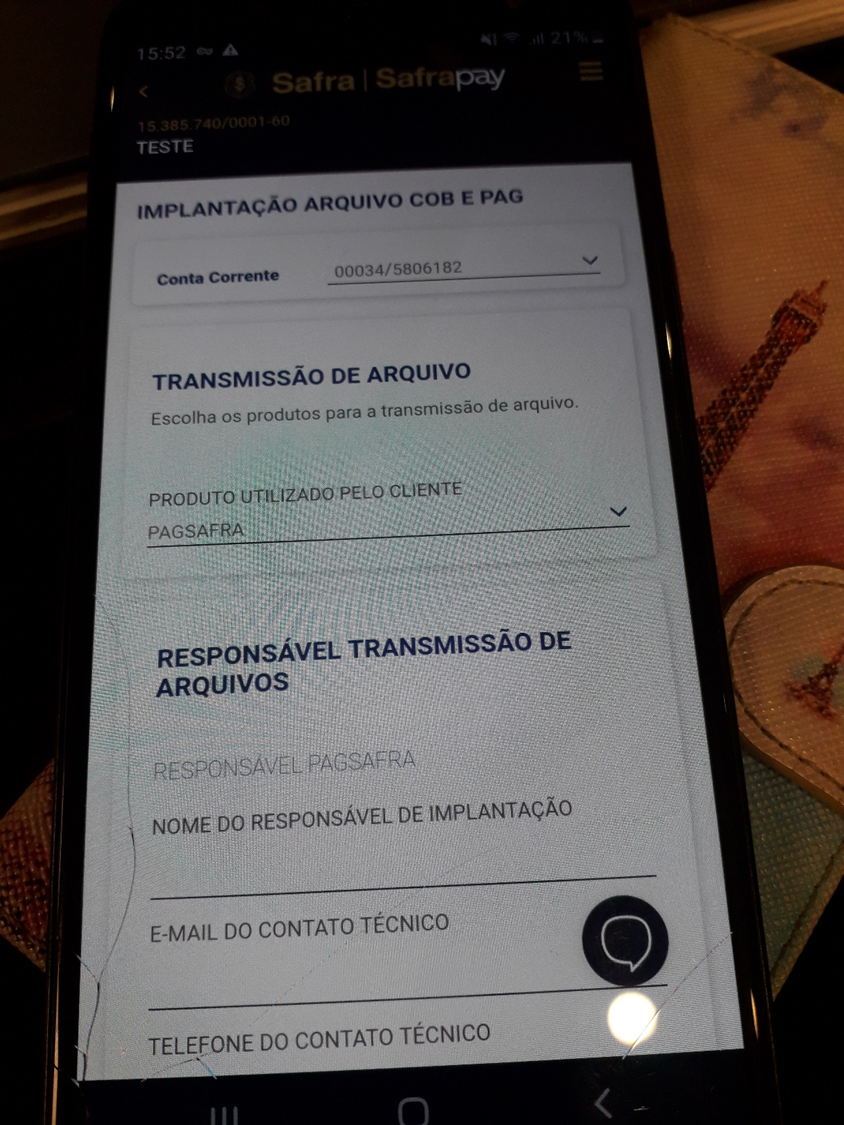 15:52 21%
Safra | Safrapay
15.385.740/0001-60
TESTE
IMPLANTAÇÃO ARQUIVO COB E PAG
Conta Corrente 00034/5806182
TRANSMISSÃO DE ARQUIVO
Escolha os produtos para a transmissão de arquivo.
PRODUTO UTILIZADO PELO CLIENTE
PAGSAFRA
RESPONSÁVEL TRANSMISSÃO DE
ARQUIVOS
RESPONSÁVEL PAGSAFRA
NOME DO RESPONSÁVEL DE IMPLANTAÇÃO
E-MAIL DO CONTATO TÉCNICO
TELEFONE DO CONTATO TÉCNICO